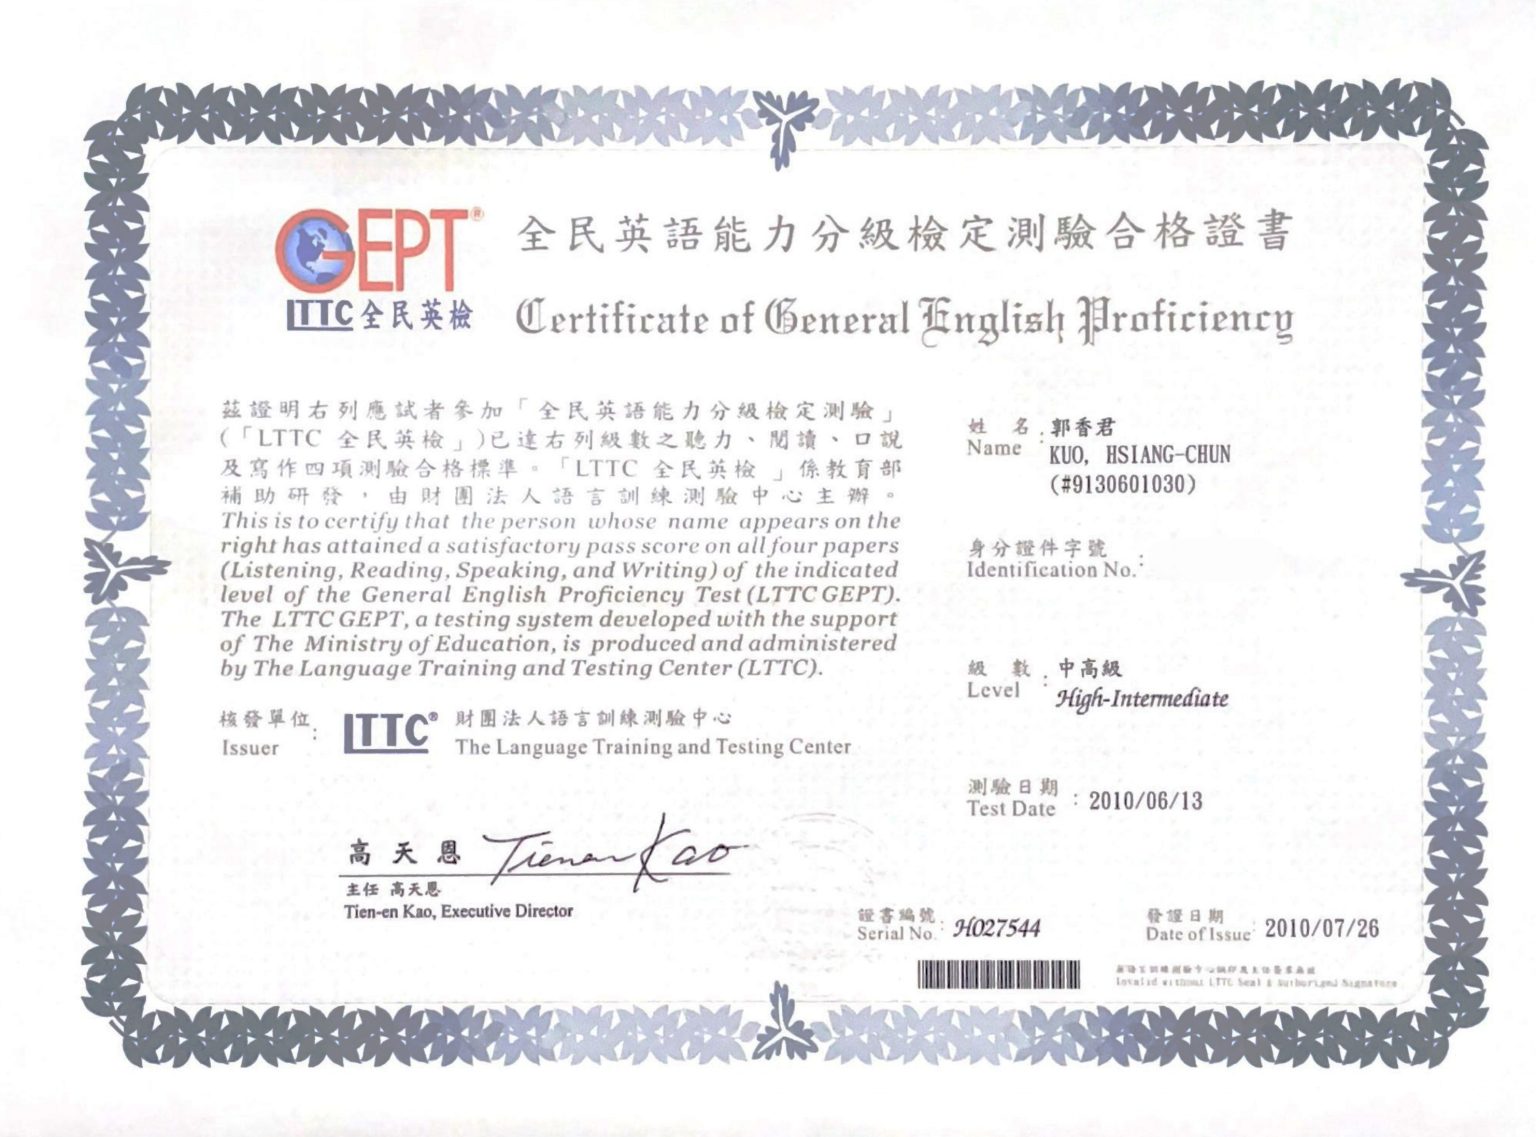 GEPT®
LTTC 全民英檢
全民英語能力分級檢定測驗合格證書
Certificate of General English Proficiency
茲證明右列應試者參加「全民英語能力分級檢定測驗」
(「LTTC 全民英檢」)已達右列級數之聽力、閱讀、口說
及寫作四項測驗合格標準。「LTTC 全民英檢 」係教育部
補助研發，由財團法人語言訓練測驗中心主辦。
This is to certify that the person whose name appears on the
right has attained a satisfactory pass score on all four papers
(Listening, Reading, Speaking, and Writing) of the indicated
level of the General English Proficiency Test (LTTC GEPT).
The LTTC GEPT, a testing system developed with the support
of The Ministry of Education, is produced and administered
by The Language Training and Testing Center (LTTC).
核發單位
Issuer :
LTTC®
財團法人語言訓練測驗中心
The Language Training and Testing Center
高天恩 Tienen Kao
主任 高天恩
Tien-en Kao, Executive Director
姓 名
Name :
郭香君
KUO, HSIANG-CHUN
(#9130601030)
身分證件字號
Identification No. :
級 數
Level :
中高級
High-Intermediate
測驗日期
Test Date : 2010/06/13
證書編號
Serial No. : H027544
發證日期
Date of Issue : 2010/07/26
Invalid without LTTC Seal & Authorized Signature